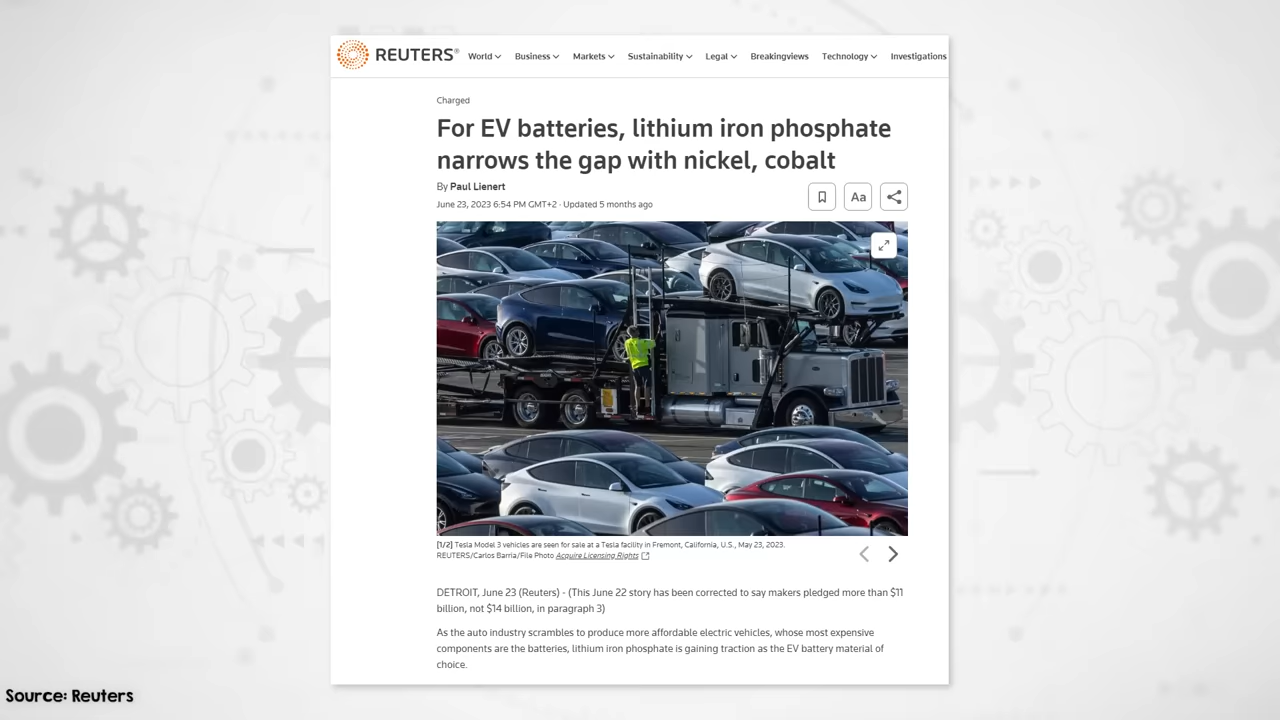 REUTERS®
World Business Markets Sustainability Legal Breakingviews Technology Investigations
Charged
For EV batteries, lithium iron phosphate
narrows the gap with nickel, cobalt
By Paul Lienert
June 23, 2023 6:54 PM GMT+2 · Updated 5 months ago
Aa
[1/2] Tesla Model 3 vehicles are seen for sale at a Tesla facility in Fremont, California, U.S., May 23, 2023.
REUTERS/Carlos Barria/File Photo Acquire Licensing Rights
DETROIT, June 23 (Reuters) - (This June 22 story has been corrected to say makers pledged more than $11
billion, not $14 billion, in paragraph 3)
As the auto industry scrambles to produce more affordable electric vehicles, whose most expensive
components are the batteries, lithium iron phosphate is gaining traction as the EV battery material of
choice.
Source: Reuters